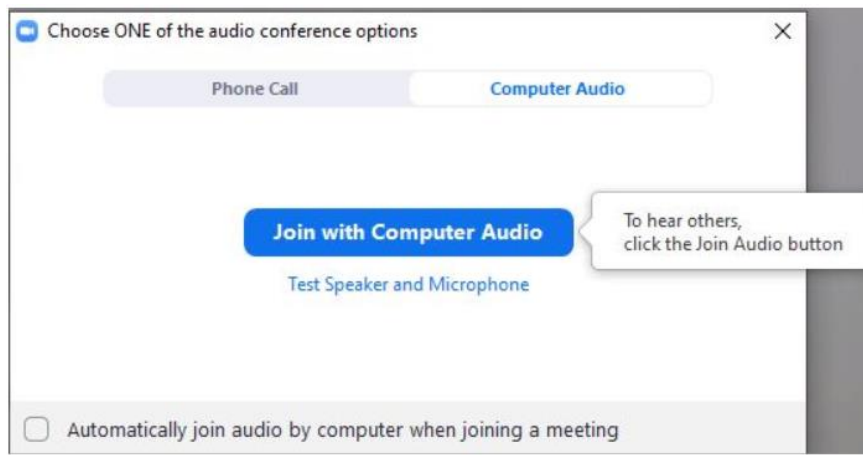 Choose ONE of the audio conference options
Phone Call
Computer Audio
Join with Computer Audio
To hear others,
click the Join Audio button
Test Speaker and Microphone
Automatically join audio by computer when joining a meeting